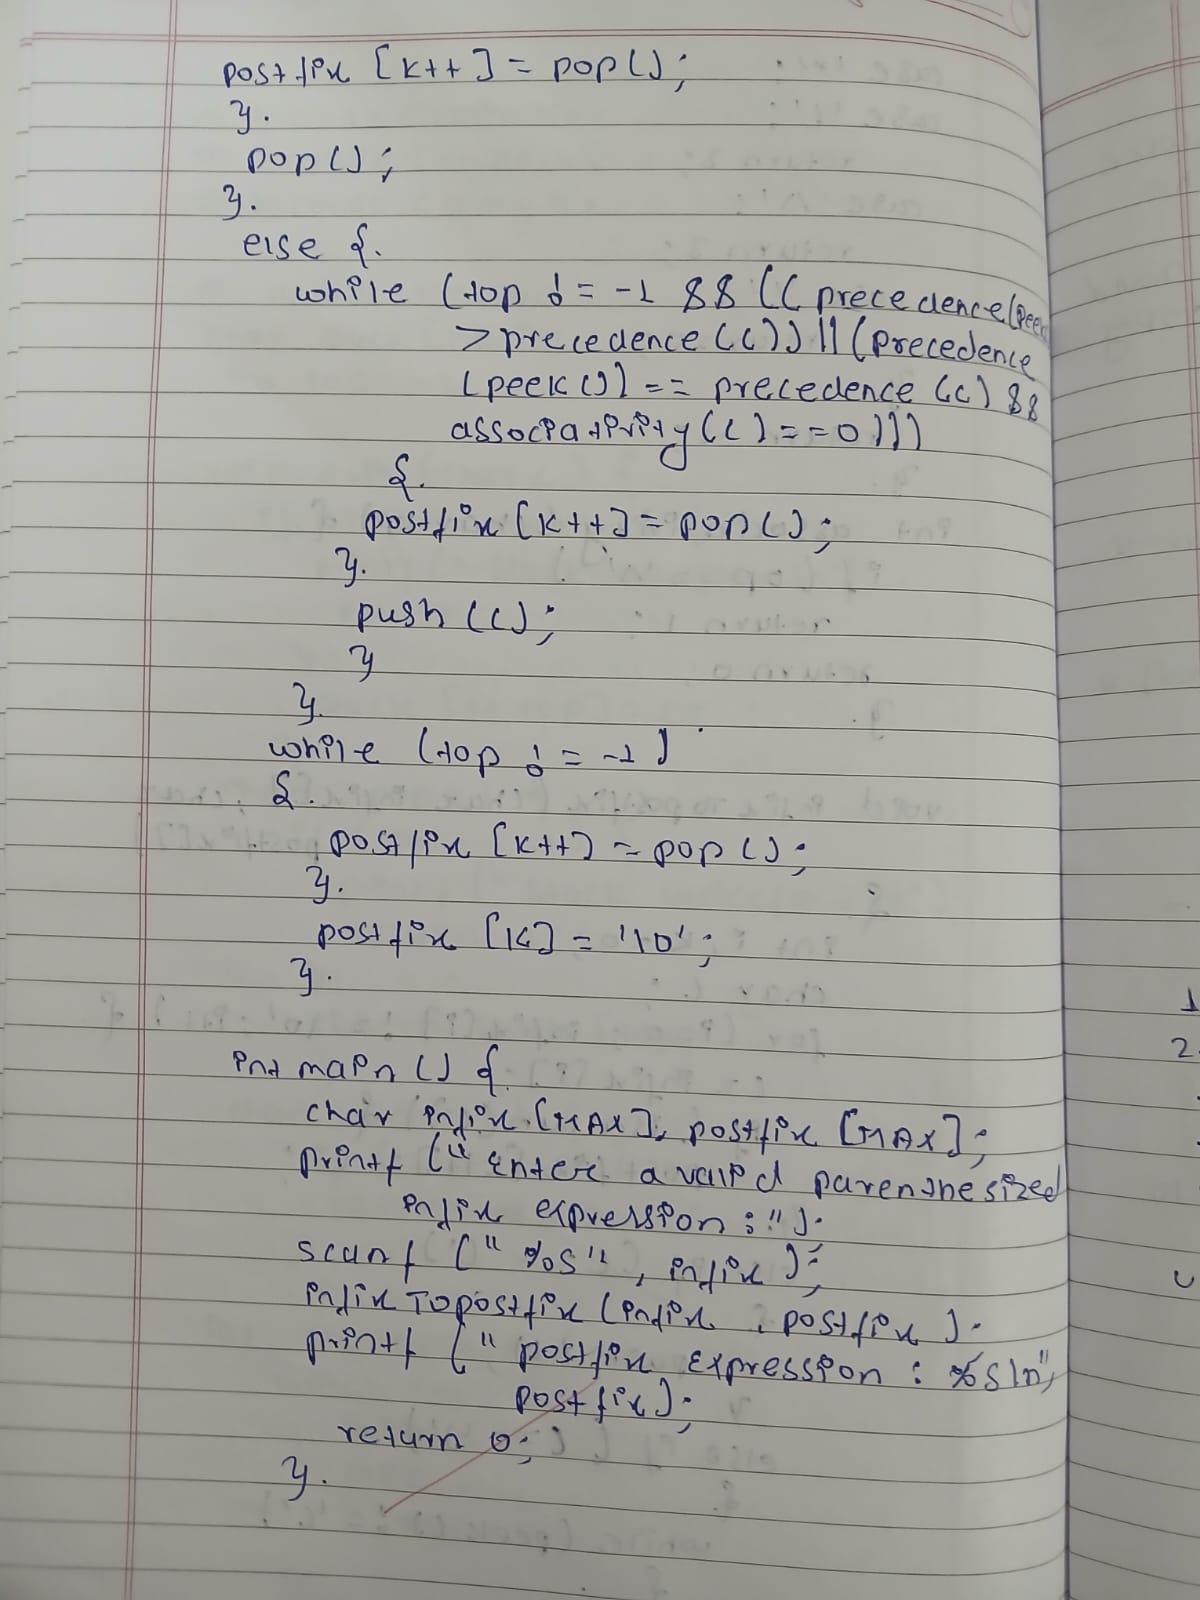 postfix [k++] = pop();
}.
pop();
}.
else {.
while (top != -1 && ((precedence(peek
> precedence (c)) || (precedence
(peek()) == precedence (c) &&
associativity(c) == 0)))
{.
postfix [k++] = pop();
}.
push (c);
}
}.
while (top != -1)
{.
postfix [k++] = pop();
}.
postfix [k] = '\0';
}.
int main () {.
char infix [MAX], postfix [MAX];
printf (" Enter a valid parenthesized
infix expression : ");
scanf (" %s", infix );
infixTopostfix (infix , postfix );
printf (" postfix expression : %s\n",
postfix);
return 0;
}.
1
2.